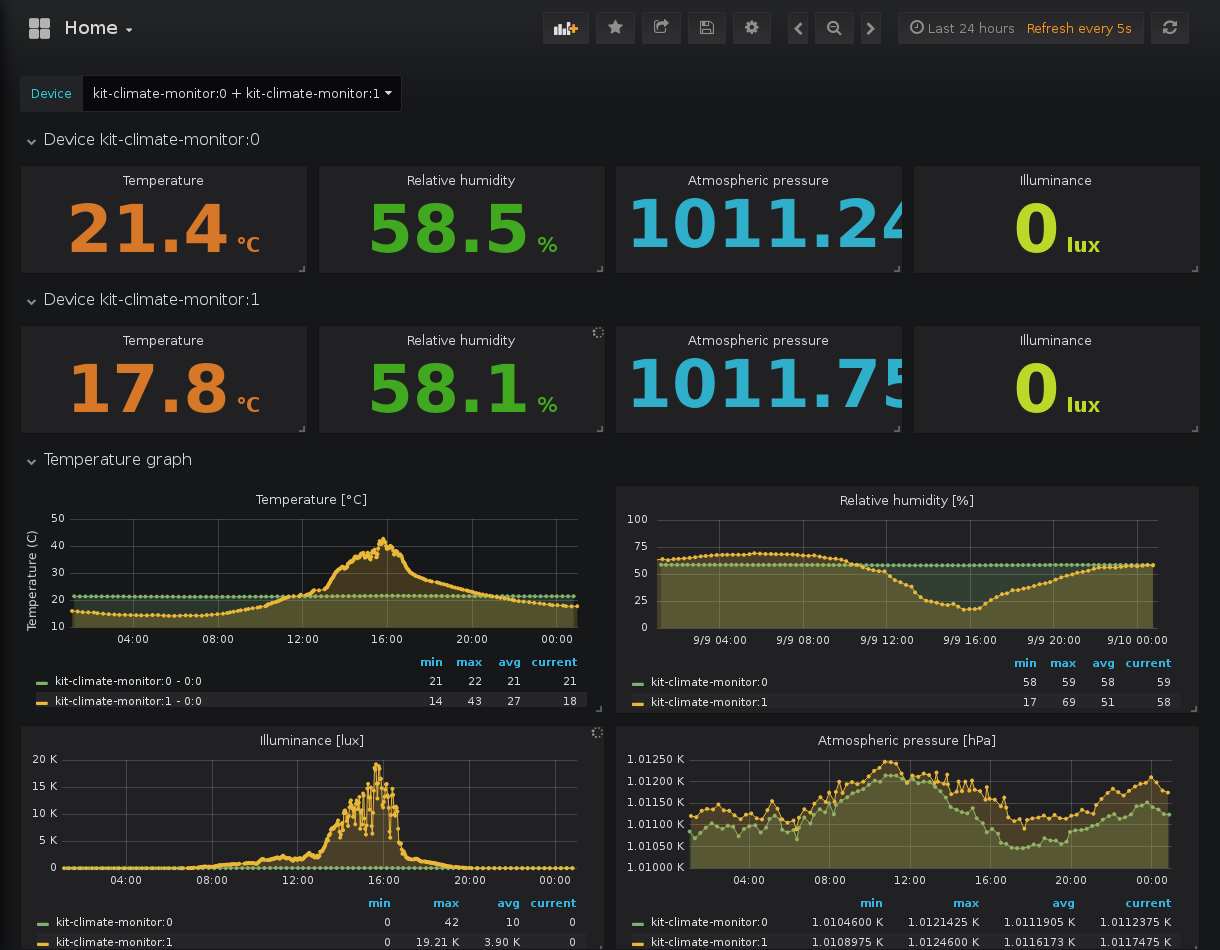 Home
Last 24 hours Refresh every 5s
Device kit-climate-monitor:0 + kit-climate-monitor:1
Device kit-climate-monitor:0
Temperature Relative humidity Atmospheric pressure Illuminance
21.4 °C 58.5 % 1011.24 0 lux
Device kit-climate-monitor:1
Temperature Relative humidity Atmospheric pressure Illuminance
17.8 °C 58.1 % 1011.75 0 lux
Temperature graph
Temperature [°C]
Temperature (C)
50
40
30
20
10
04:00 08:00 12:00 16:00 20:00 00:00
min max avg current
kit-climate-monitor:0 - 0:0 21 22 21 21
kit-climate-monitor:1 - 0:0 14 43 27 18
Relative humidity [%]
100
75
50
25
0
9/9 04:00 9/9 08:00 9/9 12:00 9/9 16:00 9/9 20:00 9/10 00:00
min max avg current
kit-climate-monitor:0 58 59 58 59
kit-climate-monitor:1 17 69 51 58
Illuminance [lux]
20 K
15 K
10 K
5 K
0
04:00 08:00 12:00 16:00 20:00 00:00
min max avg current
kit-climate-monitor:0 0 42 10 0
kit-climate-monitor:1 0 19.21 K 3.90 K 0
Atmospheric pressure [hPa]
1.01250 K
1.01200 K
1.01150 K
1.01100 K
1.01050 K
1.01000 K
04:00 08:00 12:00 16:00 20:00 00:00
min max avg current
kit-climate-monitor:0 1.0104600 K 1.0121425 K 1.0111905 K 1.0112375 K
kit-climate-monitor:1 1.0108975 K 1.0124600 K 1.0116173 K 1.0117475 K